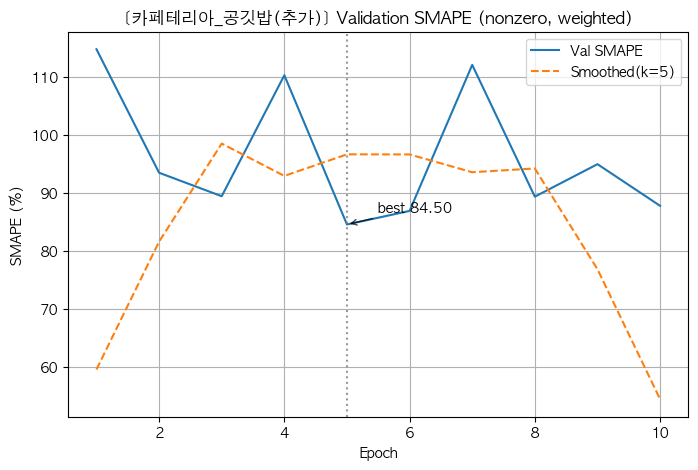 [카페테리아_공깃밥(추가)] Validation SMAPE (nonzero, weighted)
Val SMAPE
Smoothed(k=5)
SMAPE (%)
110
100
90
80
70
60
best 84.50
2 4 6 8 10
Epoch